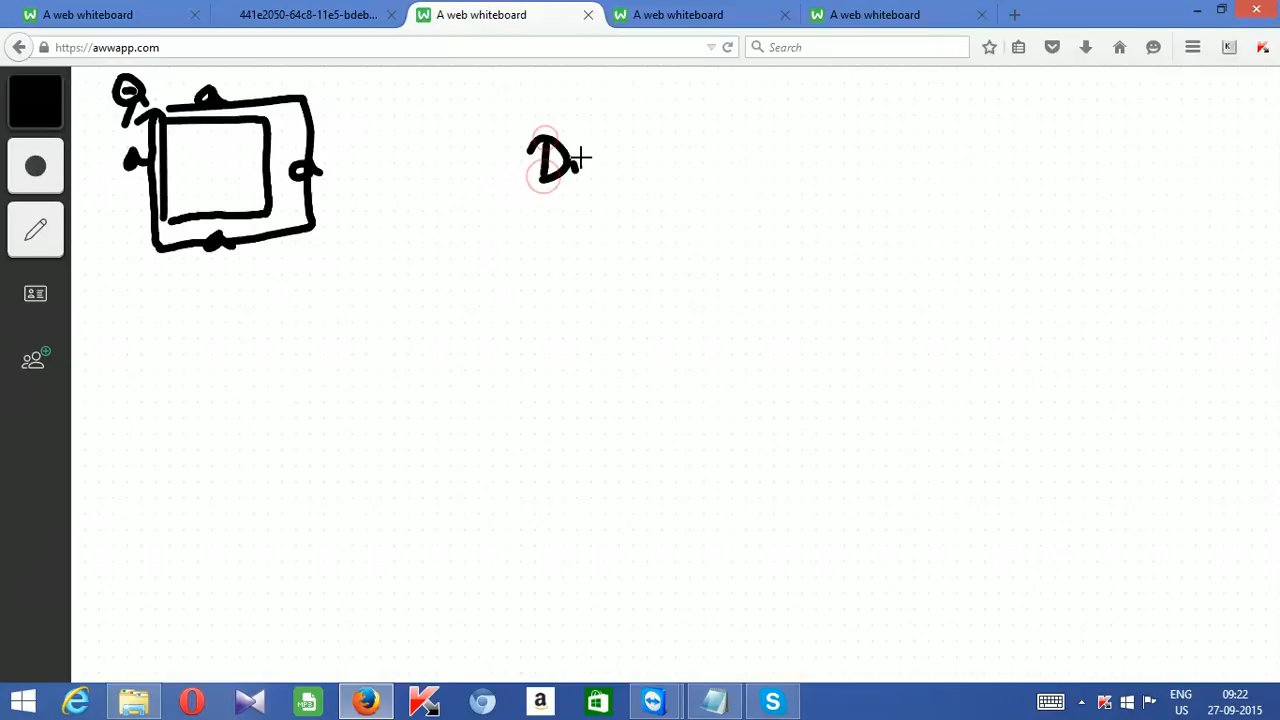 A web whiteboard
441e2050-64c8-11e5-bdeb...
A web whiteboard
A web whiteboard
A web whiteboard
https://awwapp.com
Search
a
a
a
a
D
ENG
US
09:22
27-09-2015